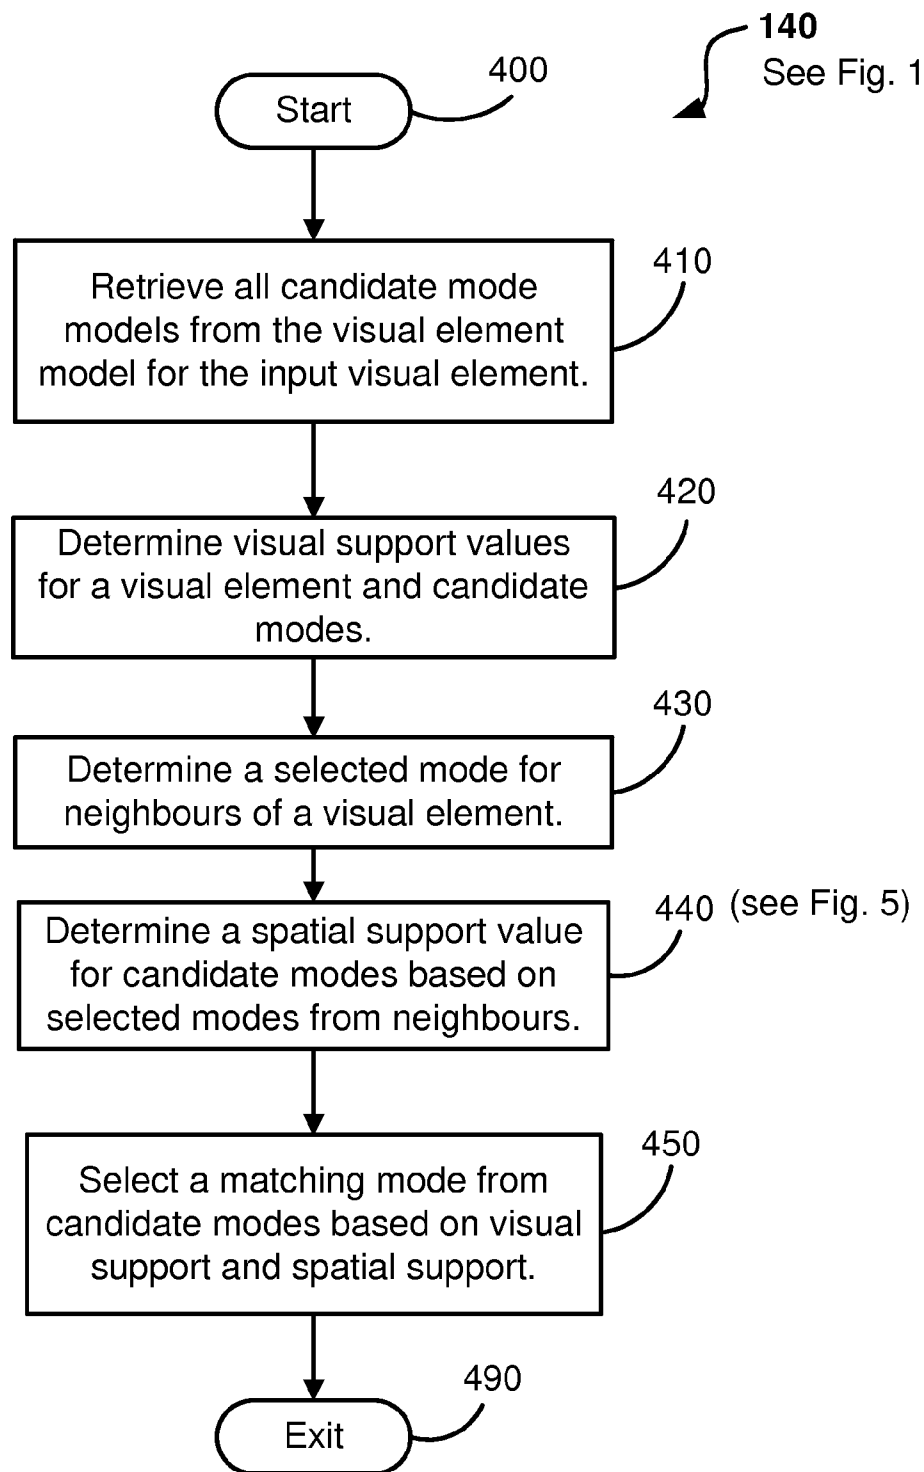 140
See Fig. 1
400
Start
410
Retrieve all candidate mode
models from the visual element
model for the input visual element.
420
Determine visual support values
for a visual element and candidate
modes.
430
Determine a selected mode for
neighbours of a visual element.
440 (see Fig. 5)
Determine a spatial support value
for candidate modes based on
selected modes from neighbours.
450
Select a matching mode from
candidate modes based on visual
support and spatial support.
490
Exit